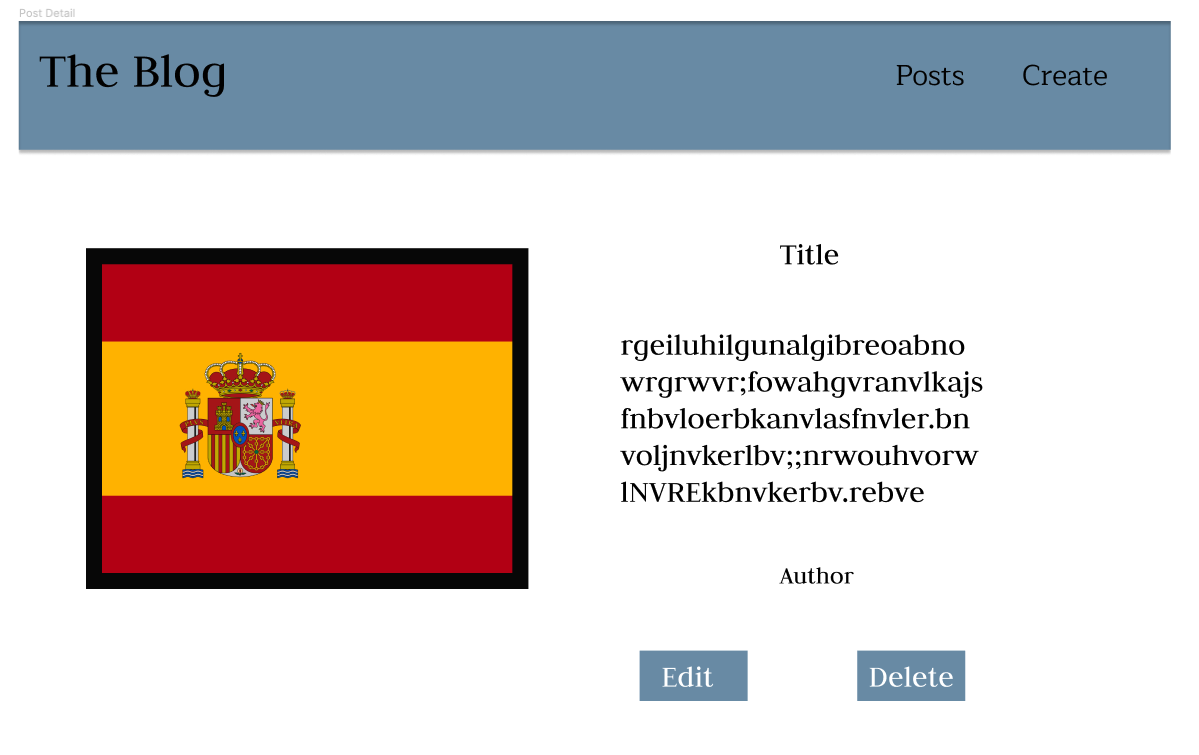 Post Detail
The Blog
Posts
Create
Title
rgeiluhilgunalgibreoabno
wrgrwvr;fowahgvranvlkajs
fnbvloerbkanvlasfnvler.bn
voljnvkerlbv;;nrwouhvorw
lNVREkbnvkerbv.rebve
Author
Edit
Delete